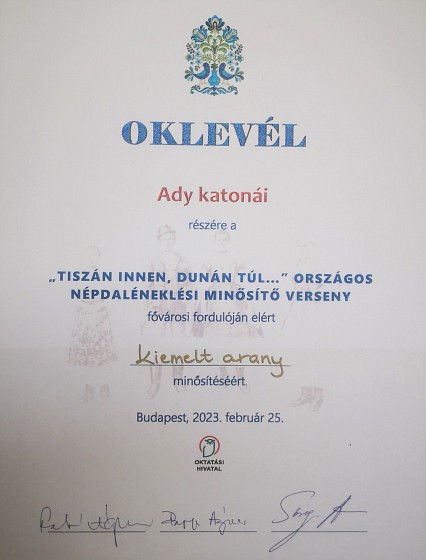 OKLEVÉL
Ady katonái
részére a
„TISZÁN INNEN, DUNÁN TÚL...” ORSZÁGOS
NÉPDALÉNEKLÉSI MINŐSÍTŐ VERSENY
fővárosi fordulóján elért
Kiemelt arany
minősítéséért
Budapest, 2023. február 25.
OKTATÁSI
HIVATAL